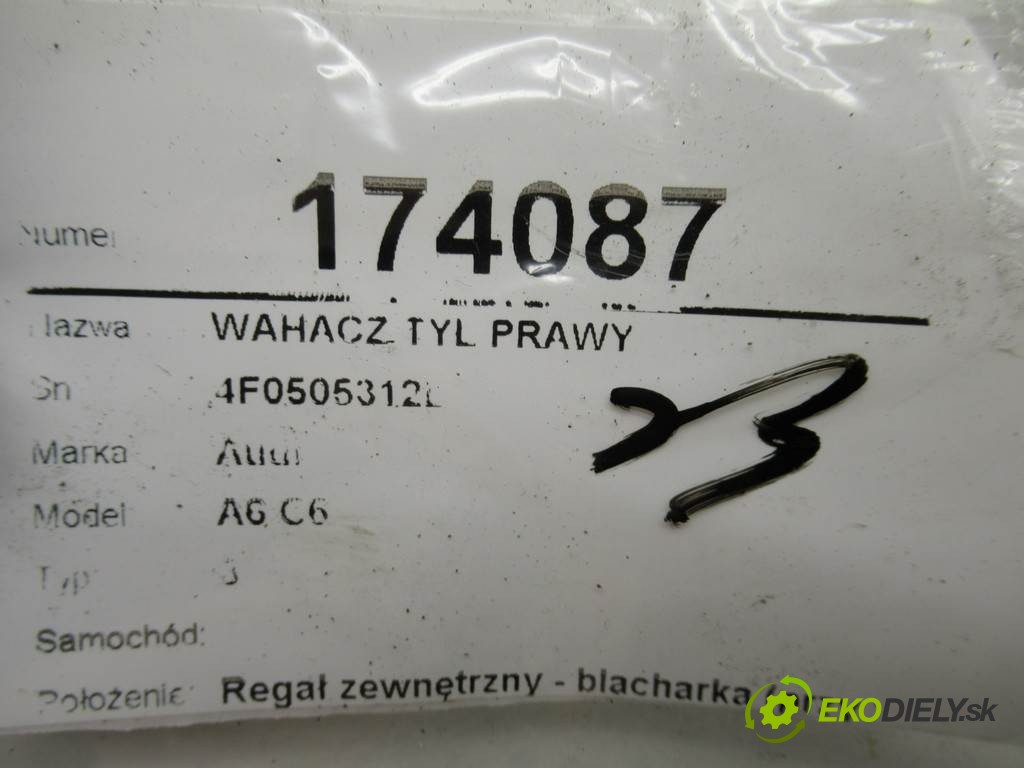 Numer 174087
Nazwa WAHACZ TYL PRAWY
Sn 4F0505312
Marka Audi
Model A6 C6
Typ
Samochód:
Położenie: Regał zewnętrzny - blacharka
EKODIELY.sk